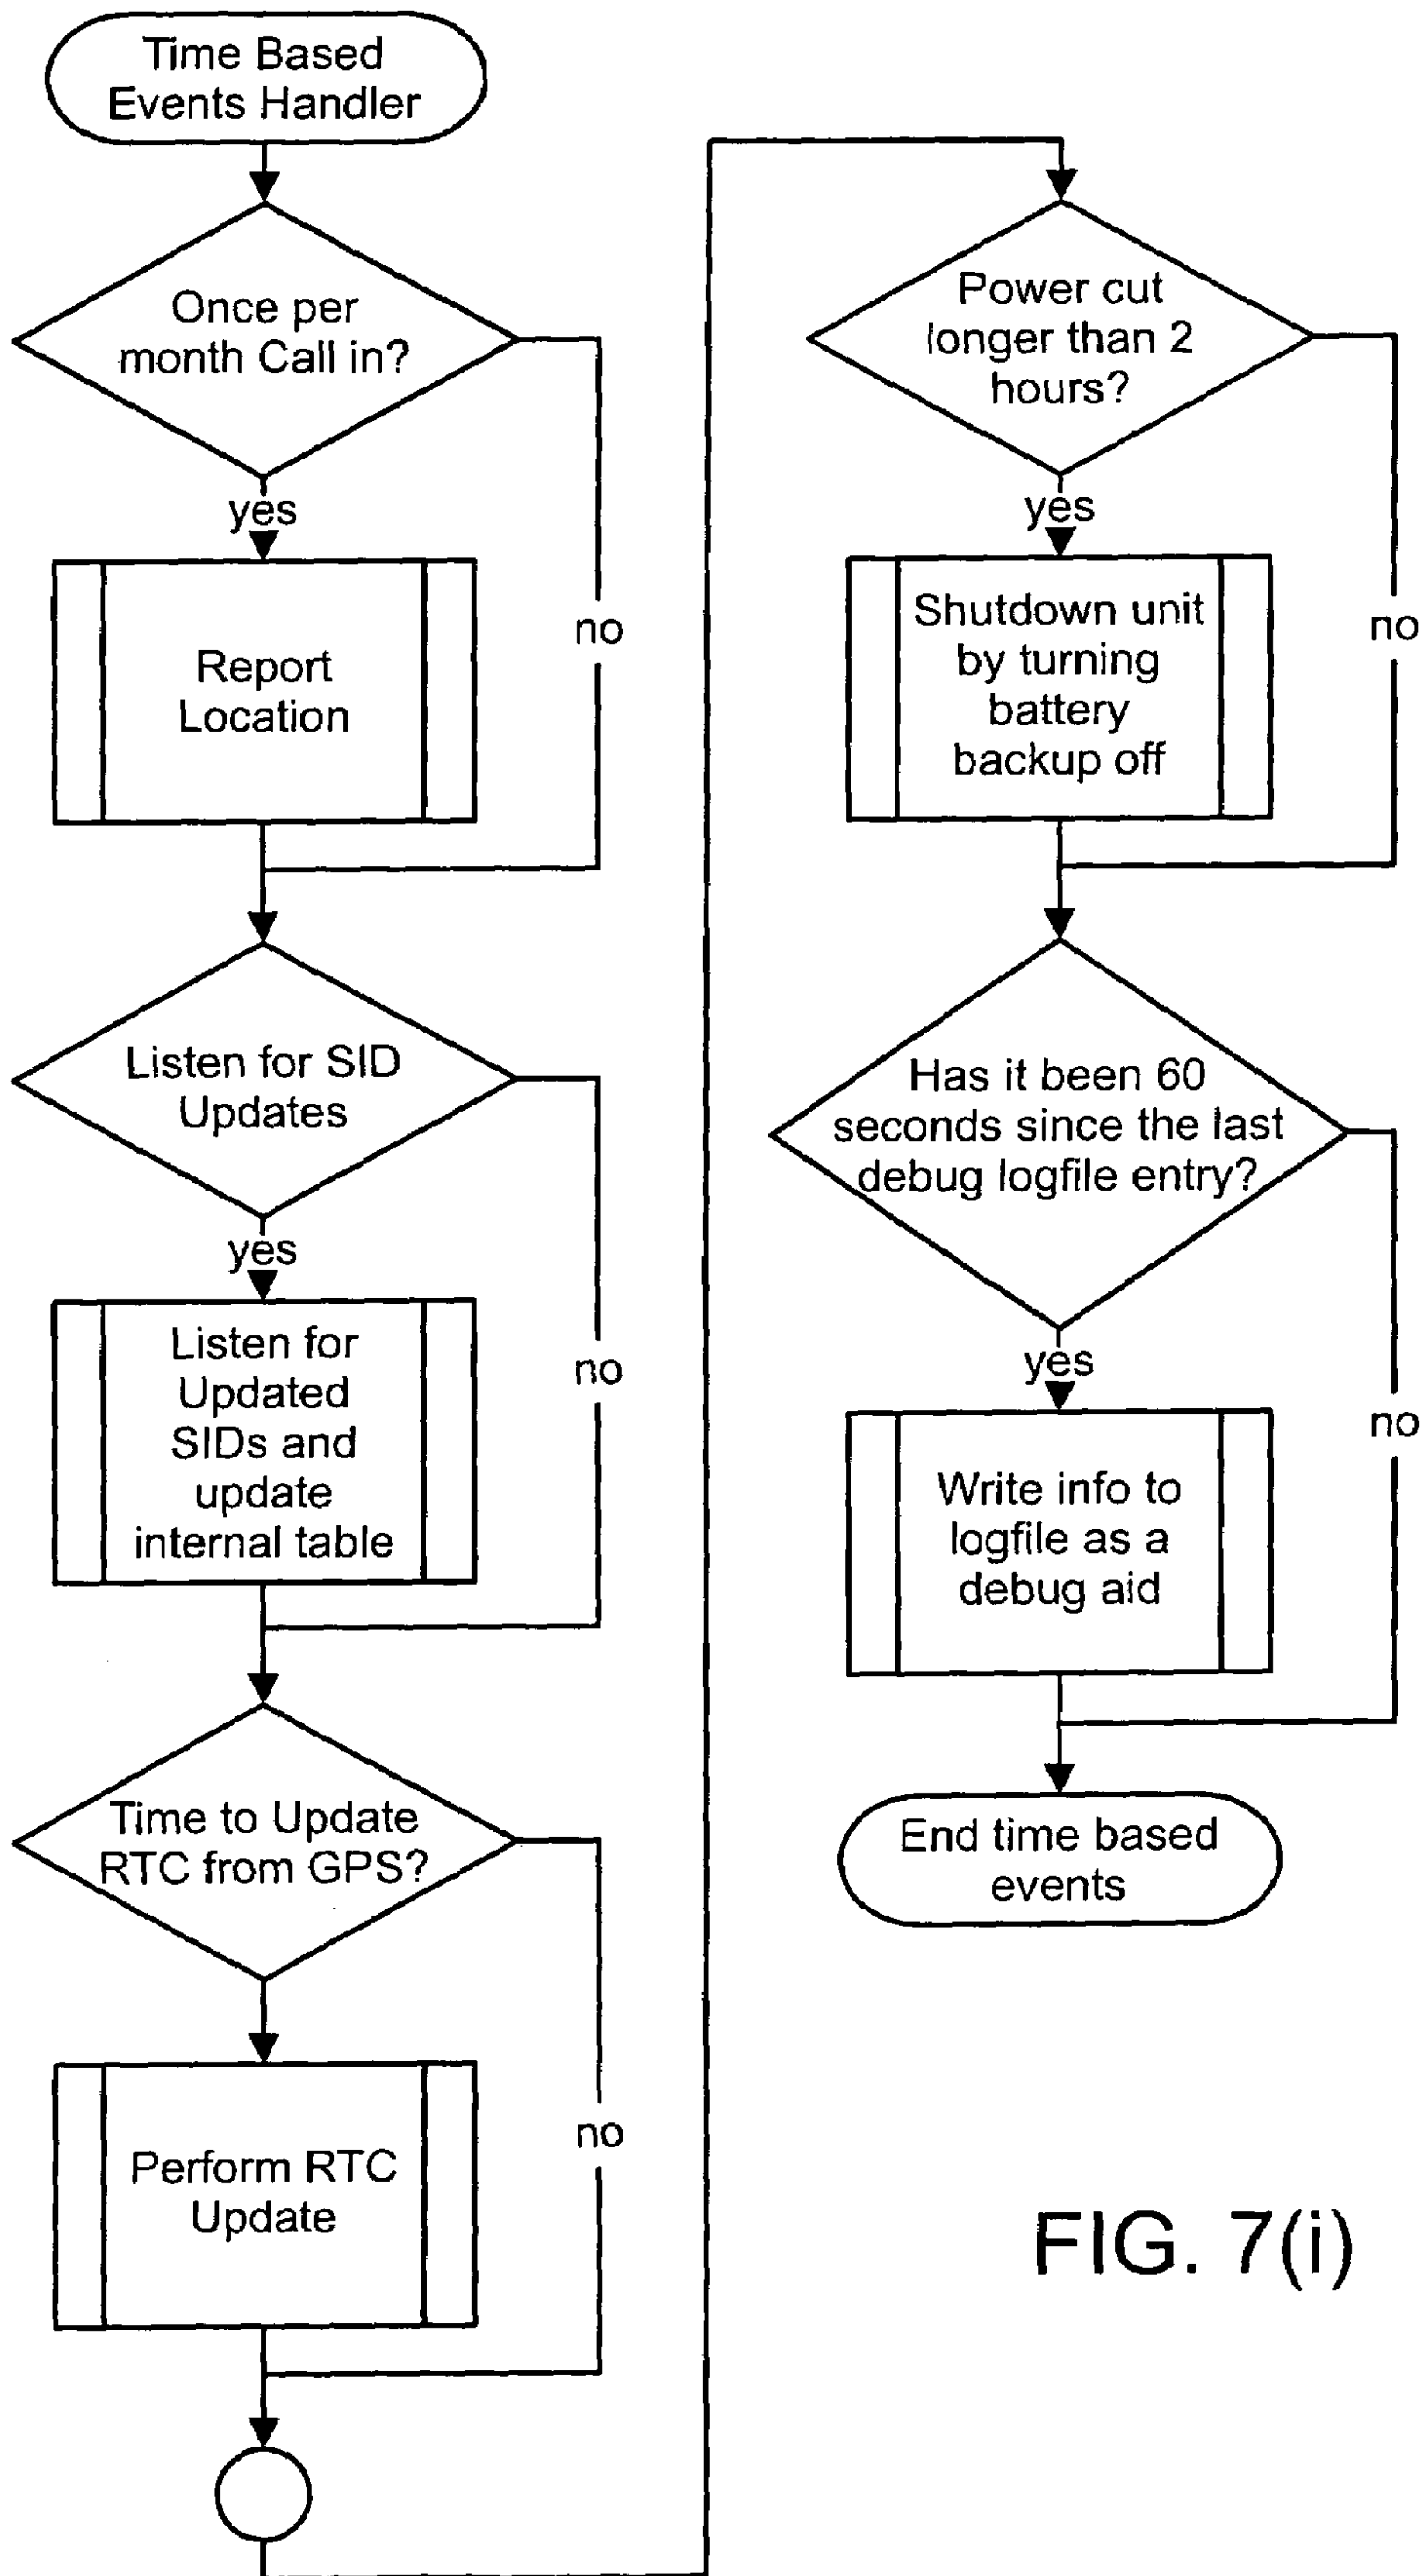 Time Based
Events Handler
Once per
month Call in?
yes
no
Report
Location
Listen for SID
Updates
yes
no
Listen for
Updated
SIDs and
update
internal table
Time to Update
RTC from GPS?
no
Perform RTC
Update
Power cut
longer than 2
hours?
yes
no
Shutdown unit
by turning
battery
backup off
Has it been 60
seconds since the last
debug logfile entry?
yes
no
Write info to
logfile as a
debug aid
End time based
events
FIG. 7(i)